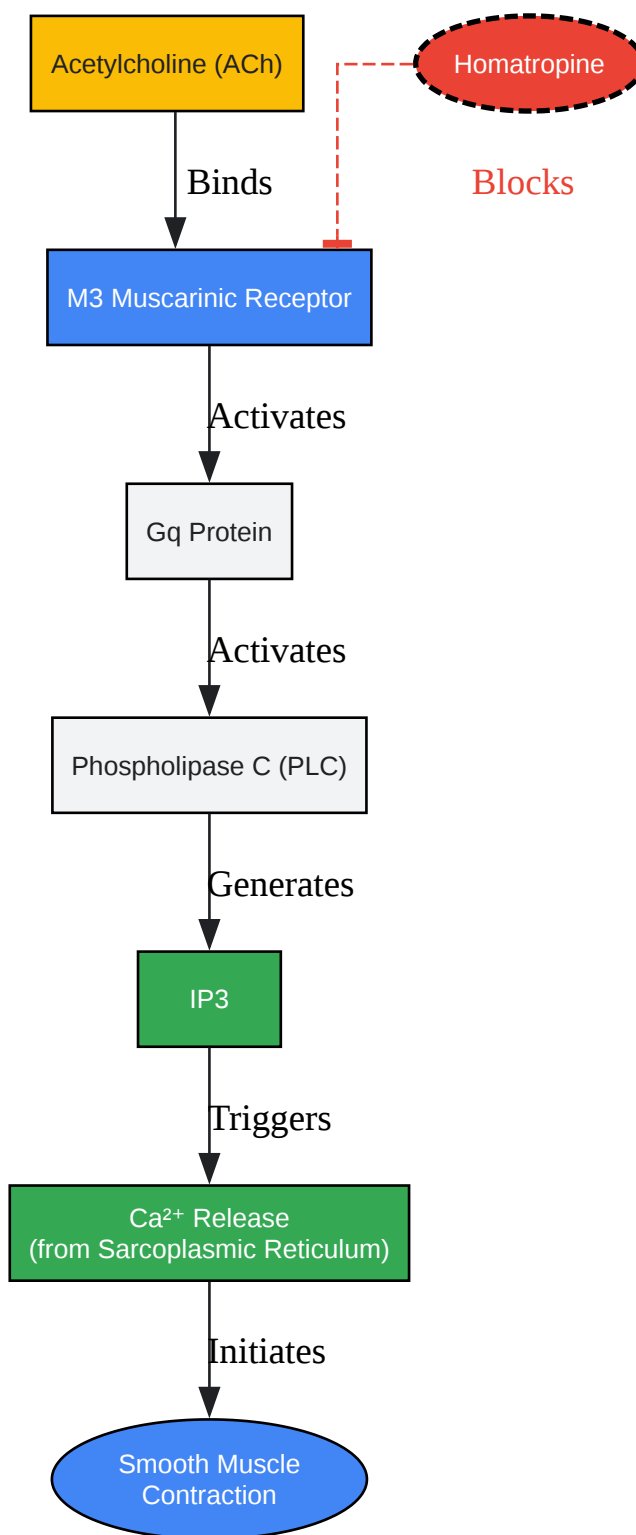 Acetylcholine (ACh)
Homatropine
Binds
Blocks
M3 Muscarinic Receptor
Activates
Gq Protein
Activates
Phospholipase C (PLC)
Generates
IP3
Triggers
Ca²⁺ Release
(from Sarcoplasmic Reticulum)
Initiates
Smooth Muscle
Contraction